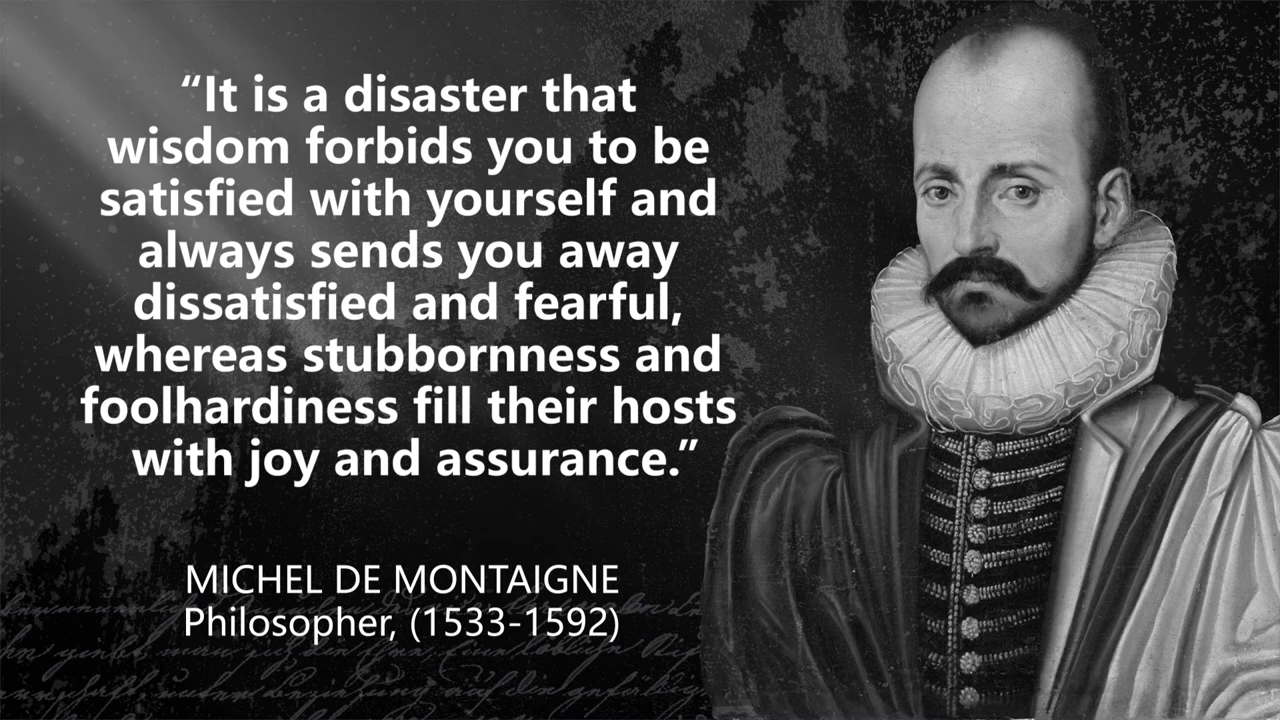 “It is a disaster that
wisdom forbids you to be
satisfied with yourself and
always sends you away
dissatisfied and fearful,
whereas stubbornness and
foolhardiness fill their hosts
with joy and assurance.”
MICHEL DE MONTAIGNE
Philosopher, (1533-1592)